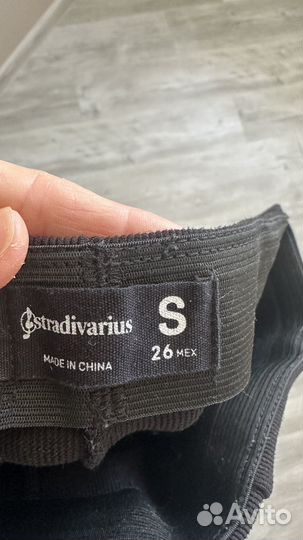 stradivarius
S
MADE IN CHINA
26 MEX
Avito